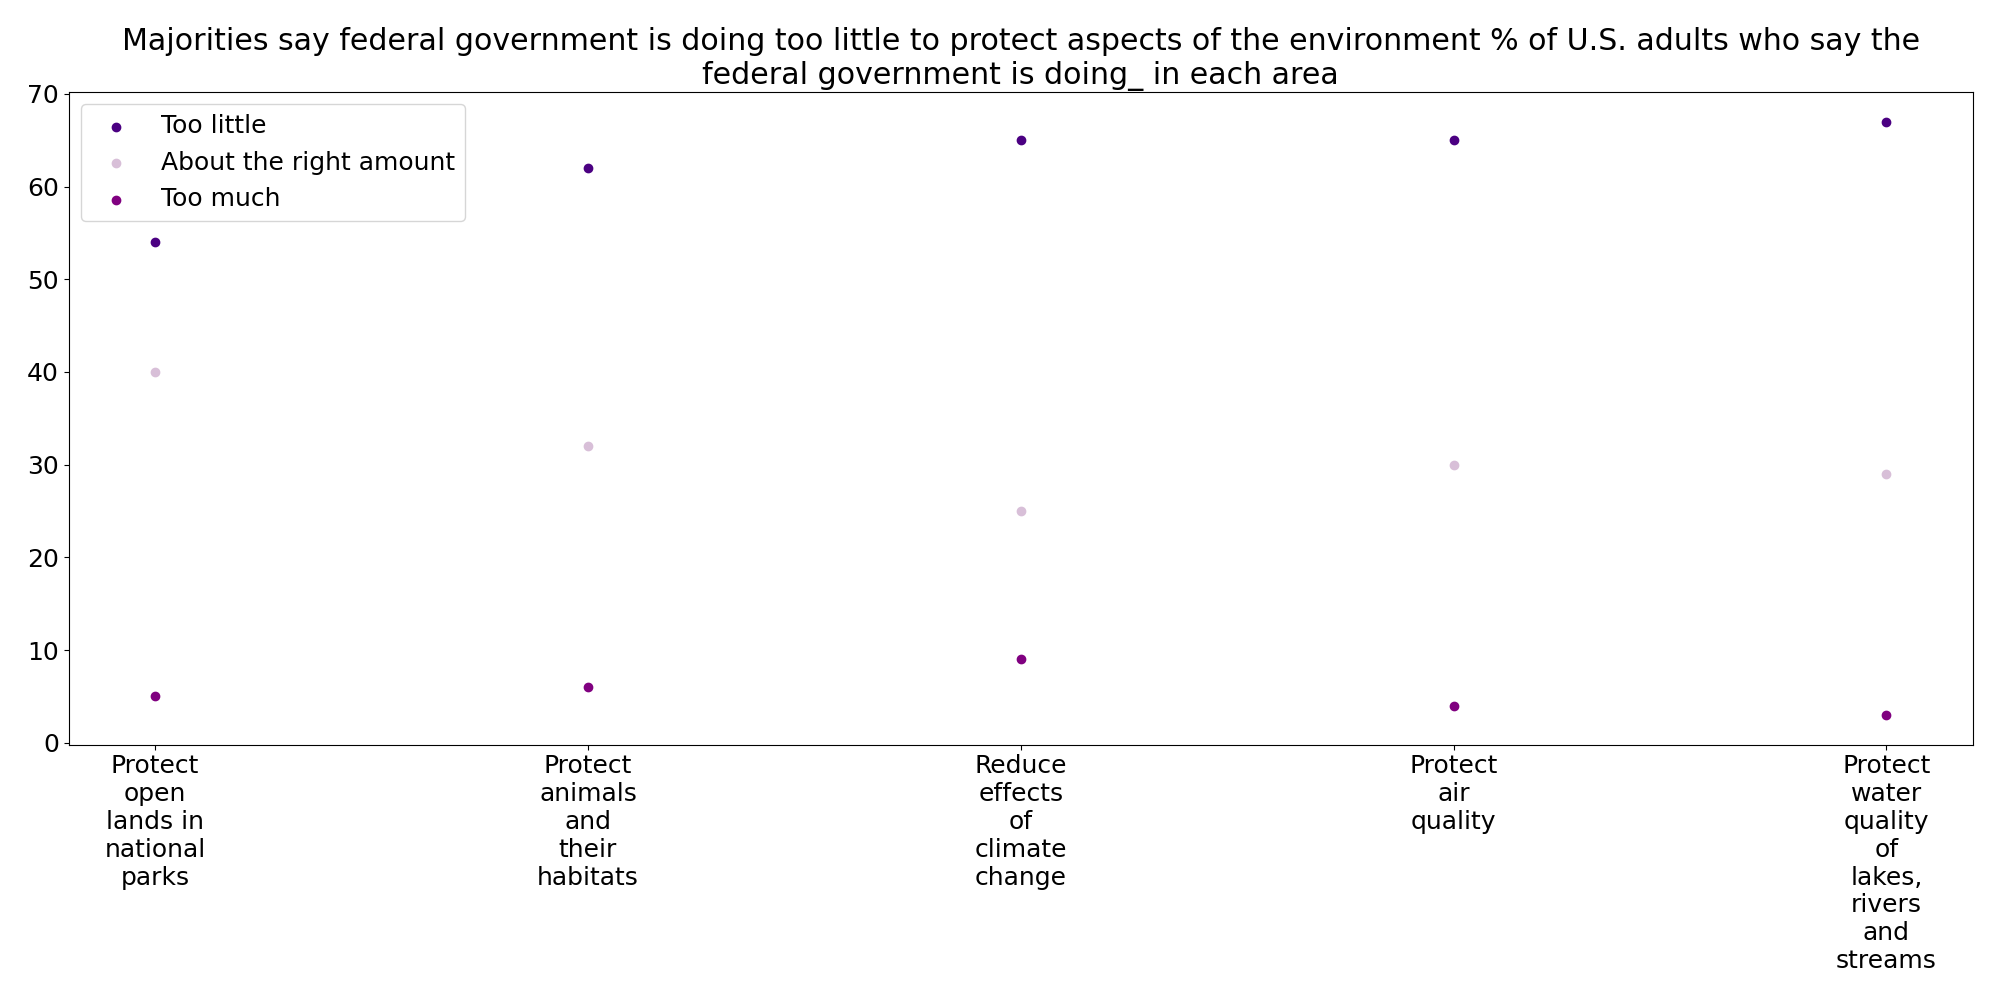 Majorities say federal government is doing too little to protect aspects of the environment % of U.S. adults who say the
federal government is doing_ in each area
Too little
About the right amount
Too much
70
60
50
40
30
20
10
0
Protect
open
lands in
national
parks
Protect
animals
and
their
habitats
Reduce
effects
of
climate
change
Protect
air
quality
Protect
water
quality
of
lakes,
rivers
and
streams